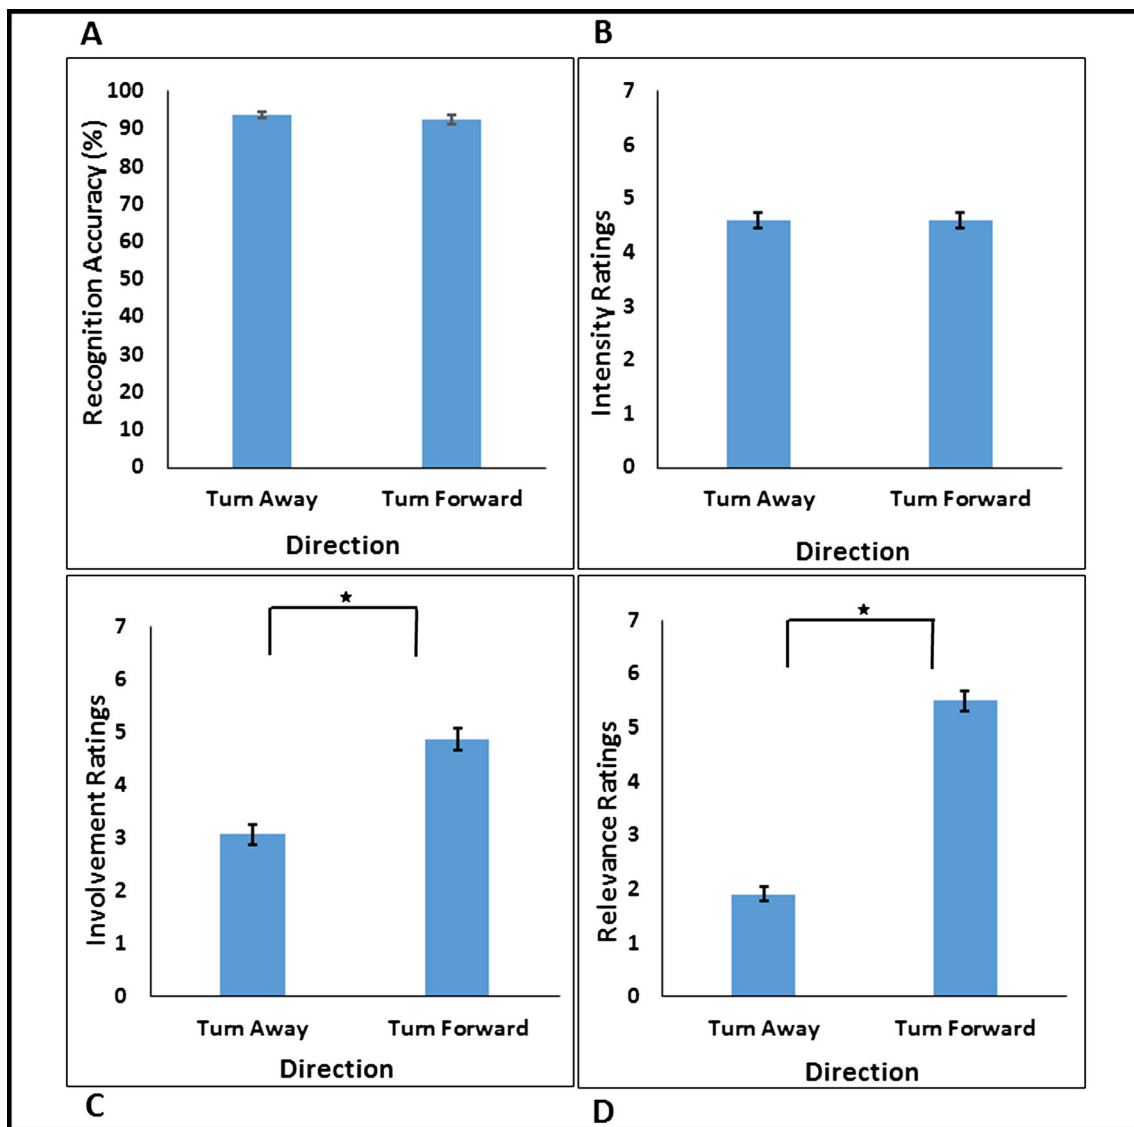 A
B
Recognition Accuracy (%)
100
90
80
70
60
50
40
30
20
10
0
Turn Away
Turn Forward
Direction
Intensity Ratings
7
6
5
4
3
2
1
0
Turn Away
Turn Forward
Direction
Involvement Ratings
7
6
5
4
3
2
1
0
★
Turn Away
Turn Forward
Direction
Relevance Ratings
7
6
5
4
3
2
1
0
★
Turn Away
Turn Forward
Direction
C
D